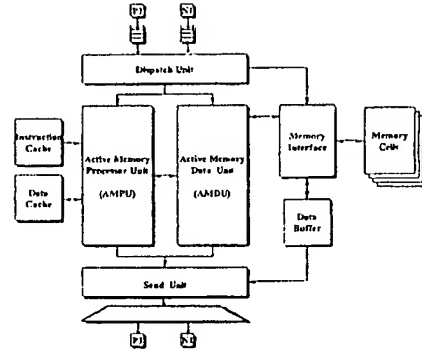 PI NI
Dispatch Unit
Instruction
Cache
Data
Cache
Active Memory
Processor Unit
(AMPU)
Active Memory
Data Unit
(AMDU)
Memory
Interface
Memory
Cells
Data
Buffer
Send Unit
PI NI